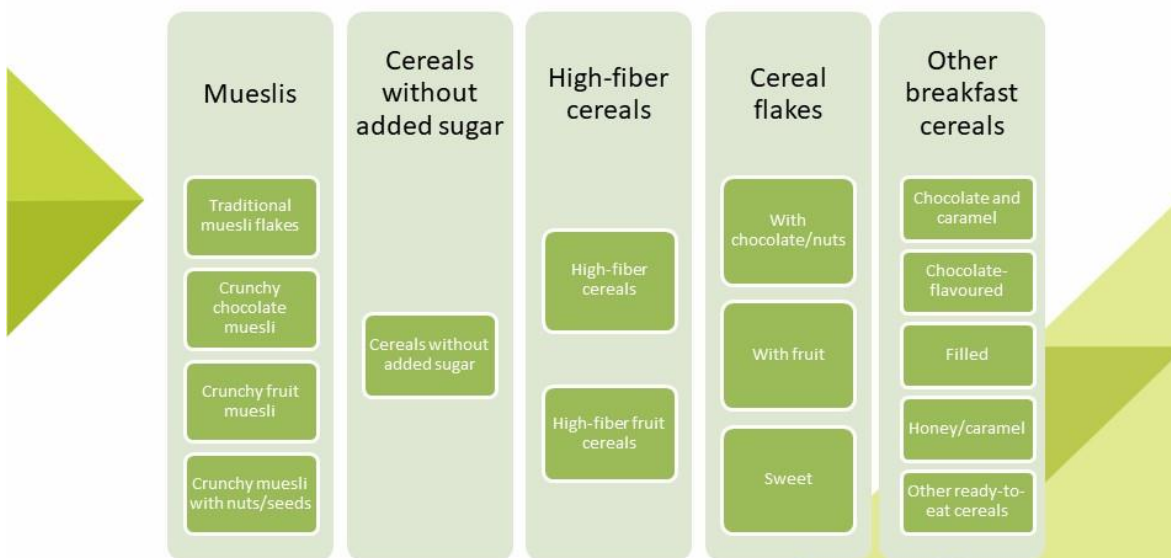 Mueslis
Traditional
muesli flakes
Crunchy
chocolate
muesli
Crunchy fruit
muesli
Crunchy muesli
with nuts/seeds
Cereals
without
added sugar
Cereals without
added sugar
High-fiber
cereals
High-fiber
cereals
High-fiber fruit
cereals
Cereal
flakes
With
chocolate/nuts
With fruit
Sweet
Other
breakfast
cereals
Chocolate and
caramel
Chocolate-
flavoured
Filled
Honey/caramel
Other ready-to-
eat cereals